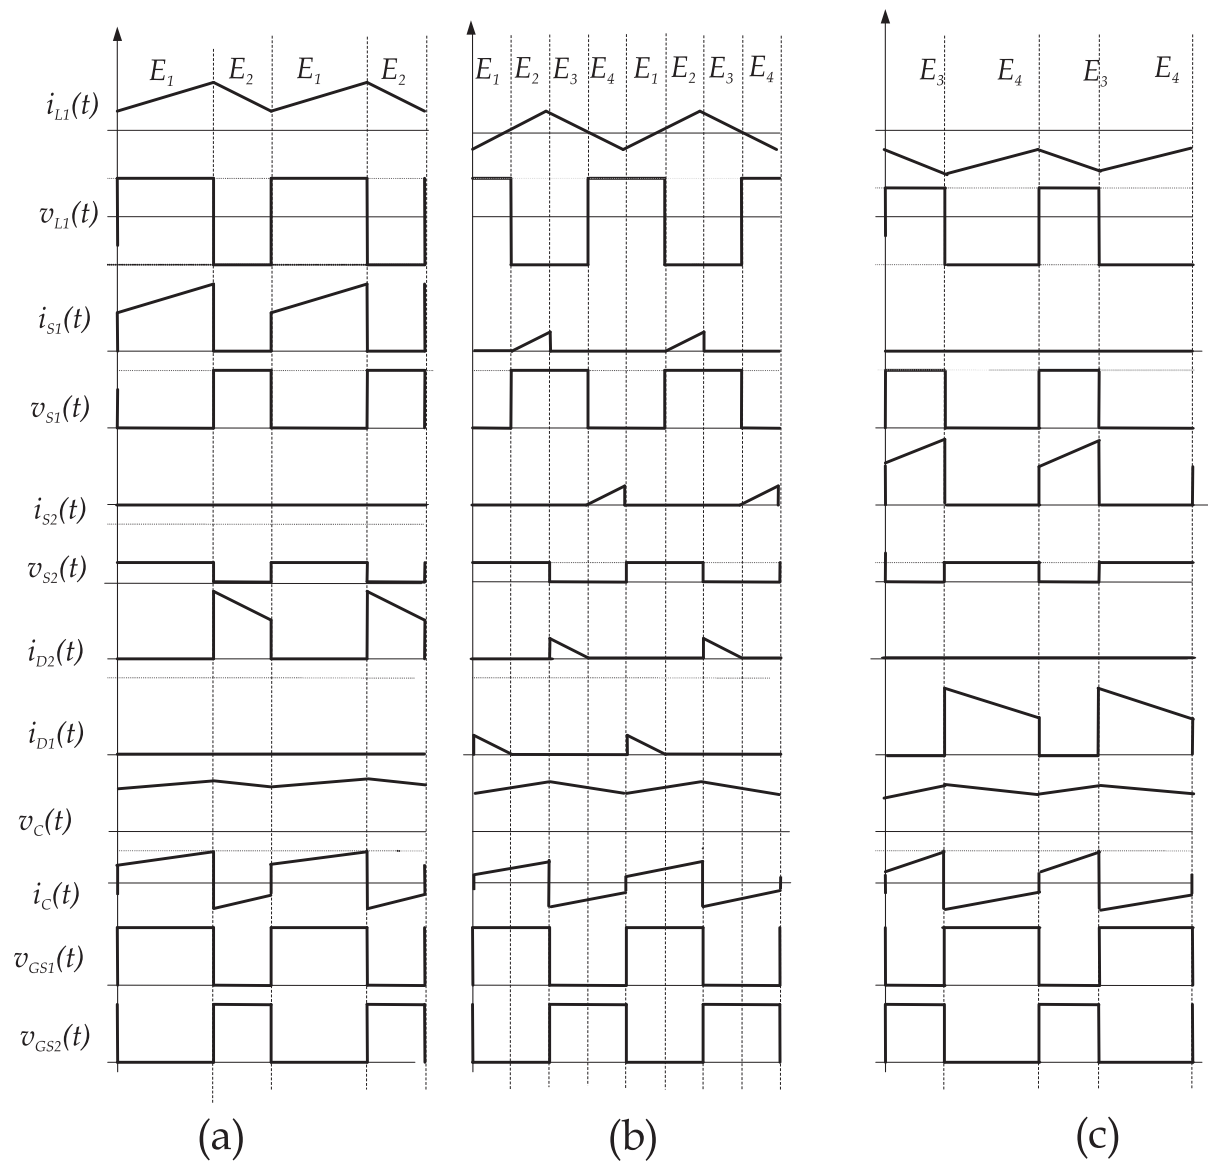 E1 E2 E1 E2 E1 E2 E3 E4 E1 E2 E3 E4 E3 E4 E3 E4
iL1(t)
vL1(t)
iS1(t)
vS1(t)
iS2(t)
vS2(t)
iD2(t)
iD1(t)
vC(t)
iC(t)
vGS1(t)
vGS2(t)
(a) (b) (c)